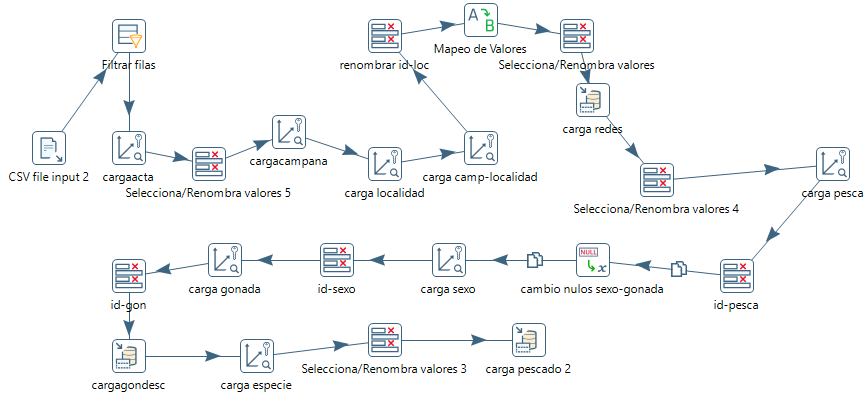 CSV file input 2
Filtrar filas
cargaacta
Selecciona/Renombra valores 5
cargacampana
carga localidad
carga camp-localidad
renombrar id-loc
A
B
Mapeo de Valores
Selecciona/Renombra valores
carga redes
Selecciona/Renombra valores 4
carga pesca
id-pesca
NULL
x
cambio nulos sexo-gonada
carga sexo
id-sexo
carga gonada
id-gon
cargagondesc
carga especie
Selecciona/Renombra valores 3
carga pescado 2